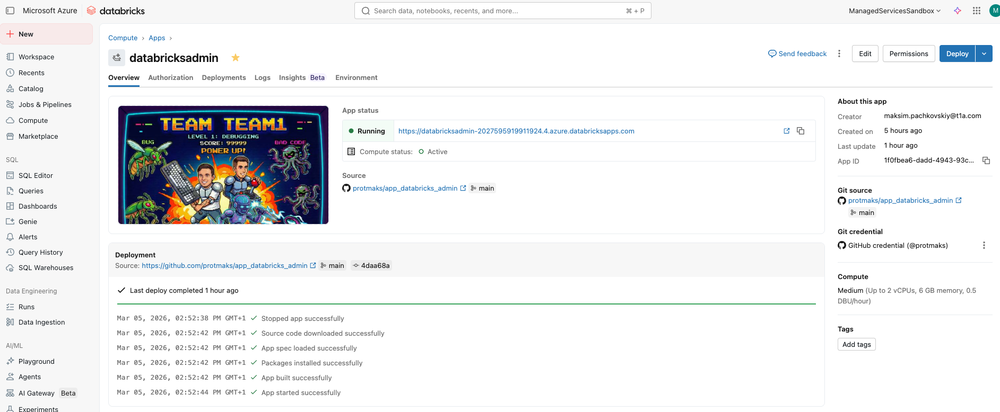 Microsoft Azure
databricks
Search data, notebooks, recents, and more...
⌘ + P
ManagedServicesSandbox
M
New
Workspace
Recents
Catalog
Jobs & Pipelines
Compute
Marketplace
SQL
SQL Editor
Queries
Dashboards
Genie
Alerts
Query History
SQL Warehouses
Data Engineering
Runs
Data Ingestion
AI/ML
Playground
Agents
AI Gateway Beta
Experiments
Compute › Apps ›
databricksadmin
Send feedback
Edit
Permissions
Deploy
Overview
Authorization
Deployments
Logs
Insights Beta
Environment
TEAM TEAM1
LEVEL 1: DEBUGGING
SCORE: 99999
POWER UP!
BUG
BAD CODE
App status
Running
https://databricksadmin-2027595919911924.4.azure.databricksapps.com
Compute status: Active
Source
protmaks/app_databricks_admin main
Deployment
Source: https://github.com/protmaks/app_databricks_admin main 4daa68a
Last deploy completed 1 hour ago
Mar 05, 2026, 02:52:38 PM GMT+1 ✓ Stopped app successfully
Mar 05, 2026, 02:52:42 PM GMT+1 ✓ Source code downloaded successfully
Mar 05, 2026, 02:52:42 PM GMT+1 ✓ App spec loaded successfully
Mar 05, 2026, 02:52:42 PM GMT+1 ✓ Packages installed successfully
Mar 05, 2026, 02:52:42 PM GMT+1 ✓ App built successfully
Mar 05, 2026, 02:52:44 PM GMT+1 ✓ App started successfully
About this app
Creator maksim.pachkovskiy@t1a.com
Created on 5 hours ago
Last update 1 hour ago
App ID 1f0fbea6-dadd-4943-93c...
Git source
protmaks/app_databricks_admin
main
Git credential
GitHub credential (@protmaks)
Compute
Medium (Up to 2 vCPUs, 6 GB memory, 0.5
DBU/hour)
Tags
Add tags